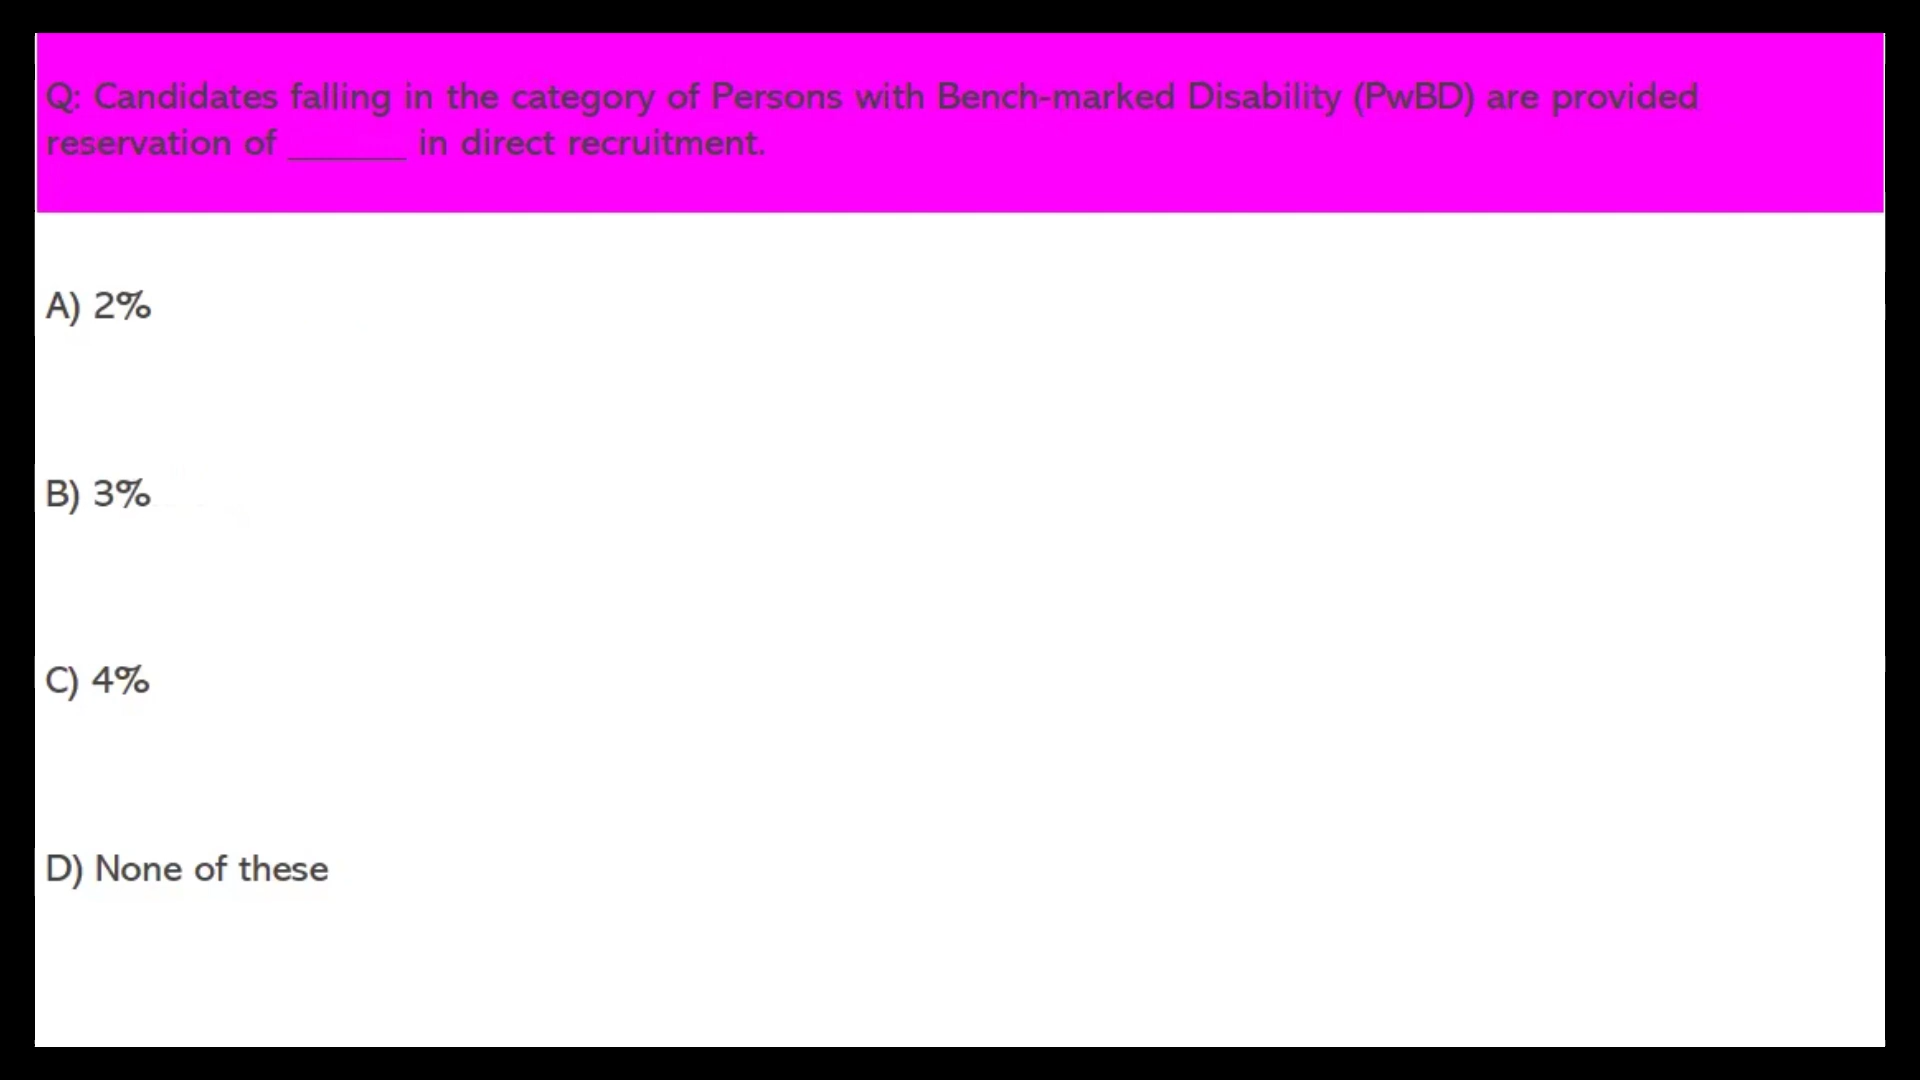 Q: Candidates falling in the category of Persons with Bench-marked Disability (PwBD) are provided
reservation of ______ in direct recruitment.
A) 2%
B) 3%
C) 4%
D) None of these